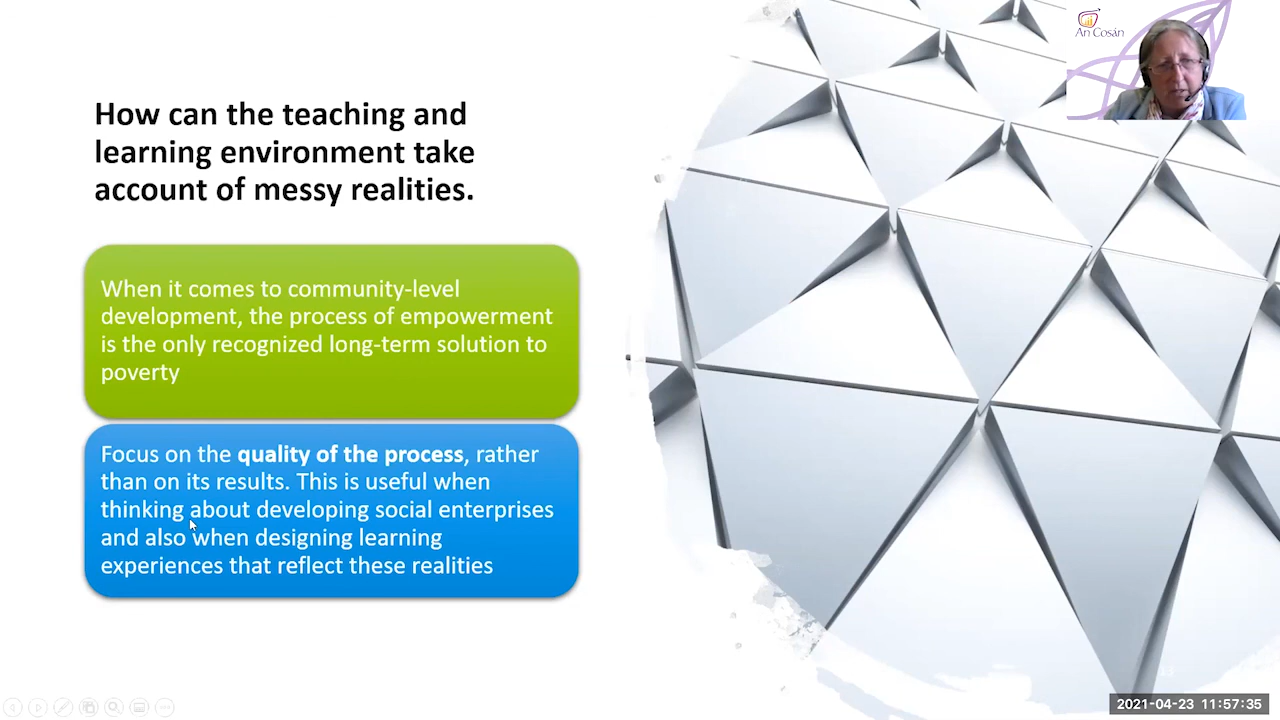 An Cosán
How can the teaching and
learning environment take
account of messy realities.
When it comes to community-level
development, the process of empowerment
is the only recognized long-term solution to
poverty
Focus on the quality of the process, rather
than on its results. This is useful when
thinking about developing social enterprises
and also when designing learning
experiences that reflect these realities
2021-04-23 11:57:35